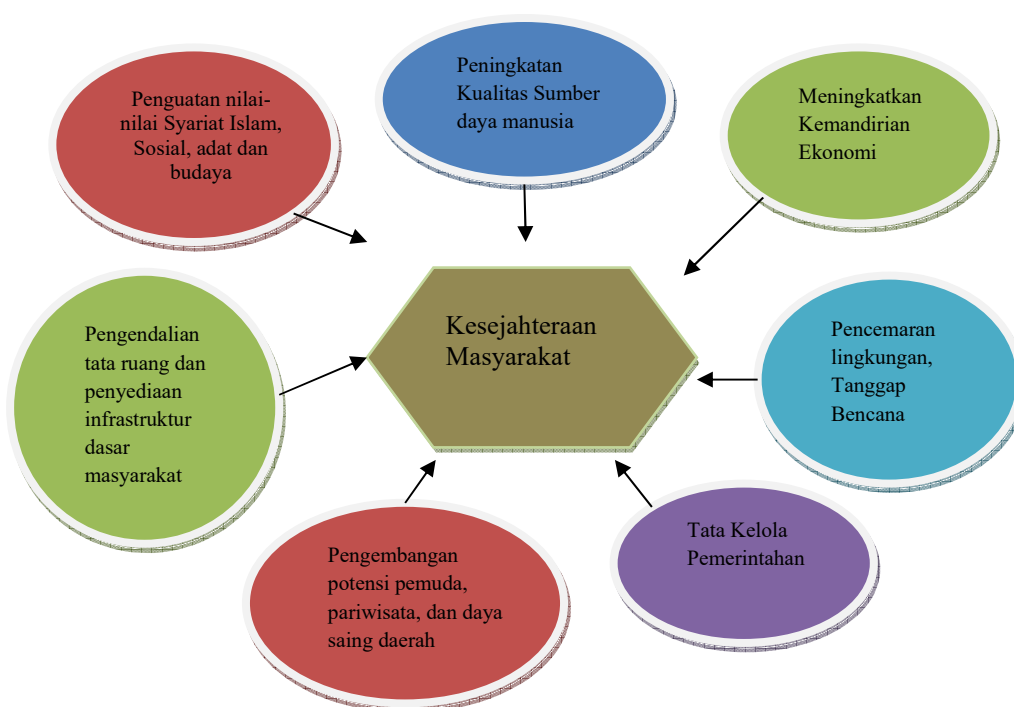 Penguatan nilai-
nilai Syariat Islam,
Sosial, adat dan
budaya
Peningkatan
Kualitas Sumber
daya manusia
Meningkatkan
Kemandirian
Ekonomi
Pengendalian
tata ruang dan
penyediaan
infrastruktur
dasar
masyarakat
Kesejahteraan
Masyarakat
Pencemaran
lingkungan,
Tanggap
Bencana
Pengembangan
potensi pemuda,
pariwisata, dan daya
saing daerah
Tata Kelola
Pemerintahan